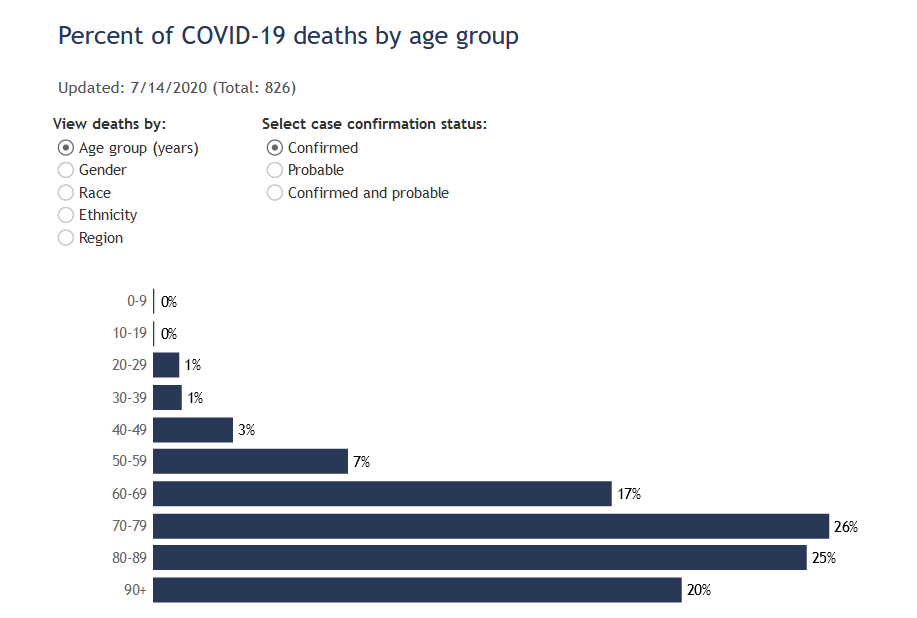 Percent of COVID-19 deaths by age group
Updated: 7/14/2020 (Total: 826)
View deaths by:
Age group (years)
Gender
Race
Ethnicity
Region
Select case confirmation status:
Confirmed
Probable
Confirmed and probable
0-9 0%
10-19 0%
20-29 1%
30-39 1%
40-49 3%
50-59 7%
60-69 17%
70-79 26%
80-89 25%
90+ 20%